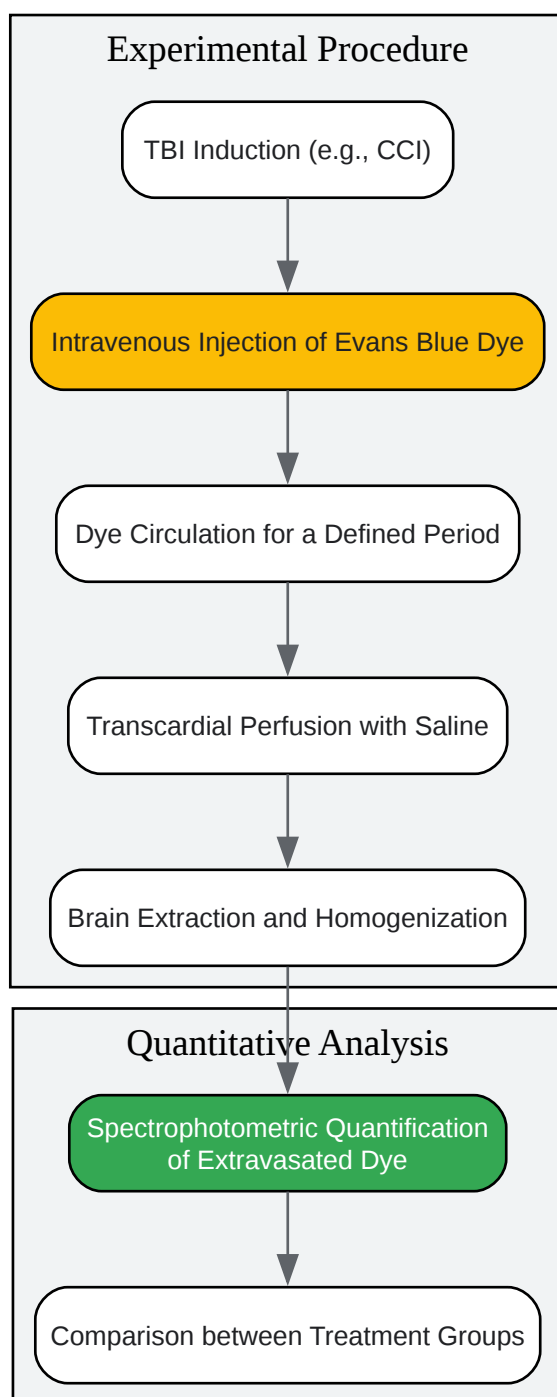 Experimental Procedure
TBI Induction (e.g., CCI)
Intravenous Injection of Evans Blue Dye
Dye Circulation for a Defined Period
Transcardial Perfusion with Saline
Brain Extraction and Homogenization
Quantitative Analysis
Spectrophotometric Quantification
of Extravasated Dye
Comparison between Treatment Groups